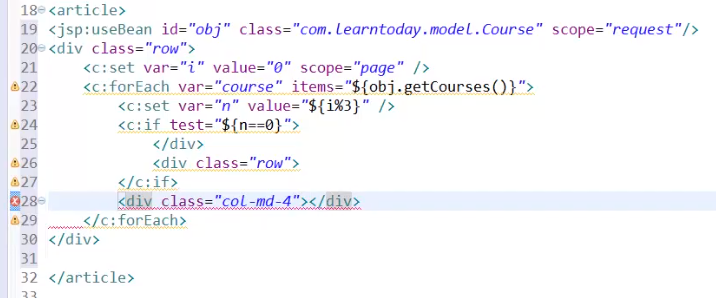 18 <article>
19 <jsp:useBean id="obj" class="com.learntoday.model.Course" scope="request"/>
20 <div class="row">
21 <c:set var="i" value="0" scope="page" />
22 <c:forEach var="course" items="${obj.getCourses()}">
23 <c:set var="n" value="${i%3}" />
24 <c:if test="${n==0}">
25 </div>
26 <div class="row">
27 </c:if>
28 <div class="col-md-4"></div>
29 </c:forEach>
30 </div>
31
32 </article>
33